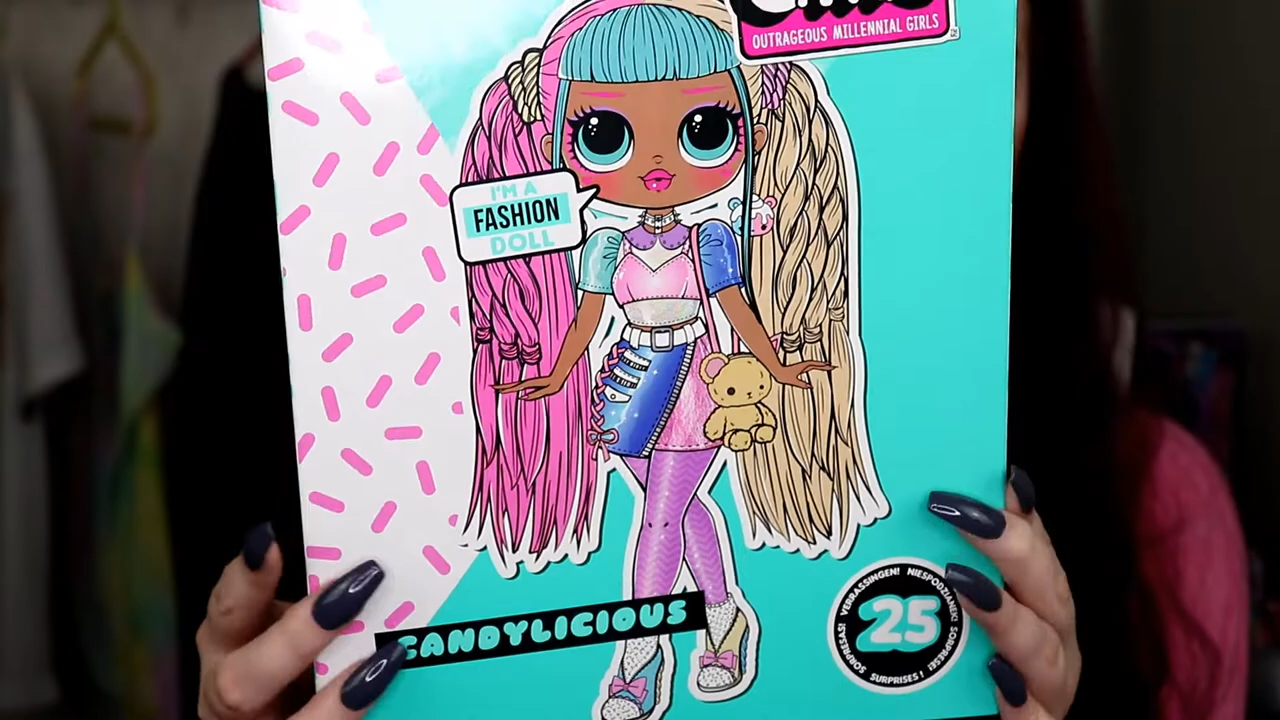 OUTRAGEOUS MILLENNIAL GIRLS
I'M A
FASHION
DOLL
CANDYLICIOUS
25
VERRASSINGEN! NIESPODZIANEK! SORPRESE! SURPRISES! SORPRESAS!